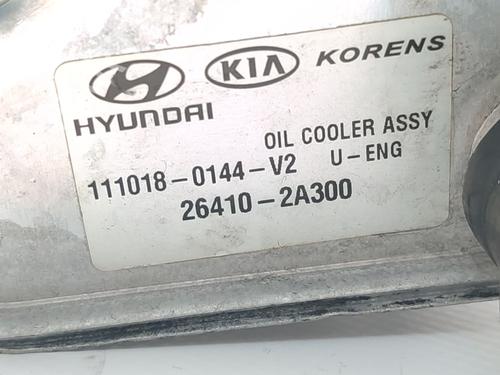 HYUNDAI
KIA
KORENS
OIL COOLER ASSY
111018-0144-V2 U-ENG
26410-2A300